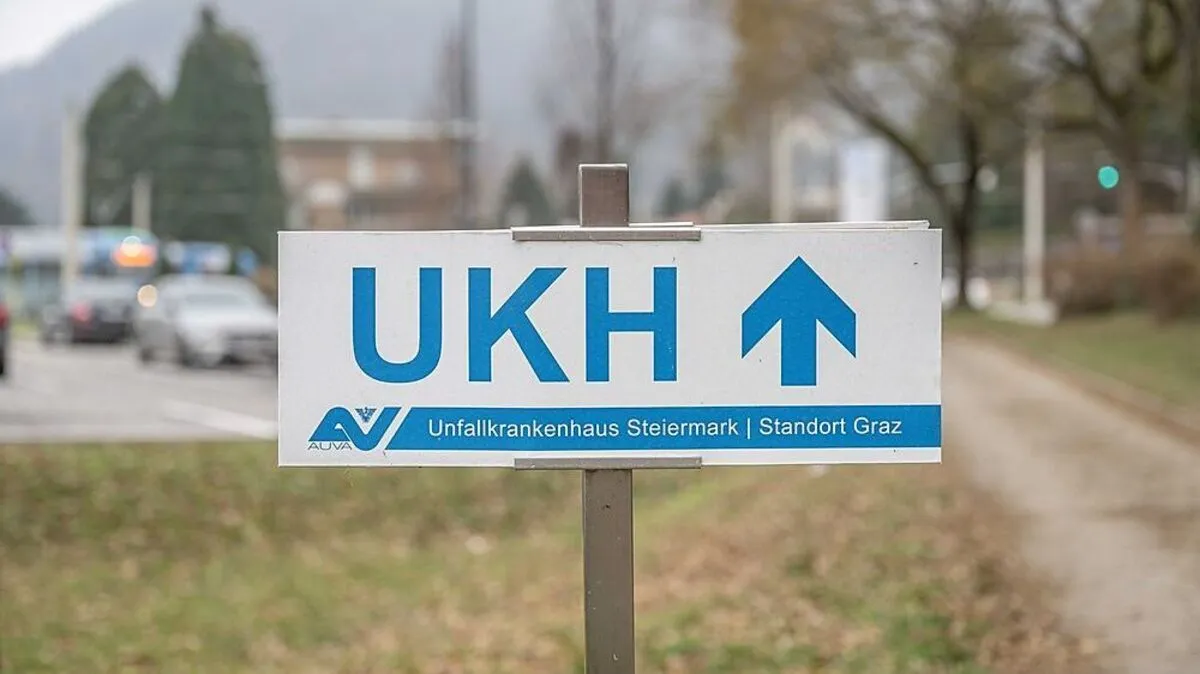 UKH
AUVA
Unfallkrankenhaus Steiermark | Standort Graz